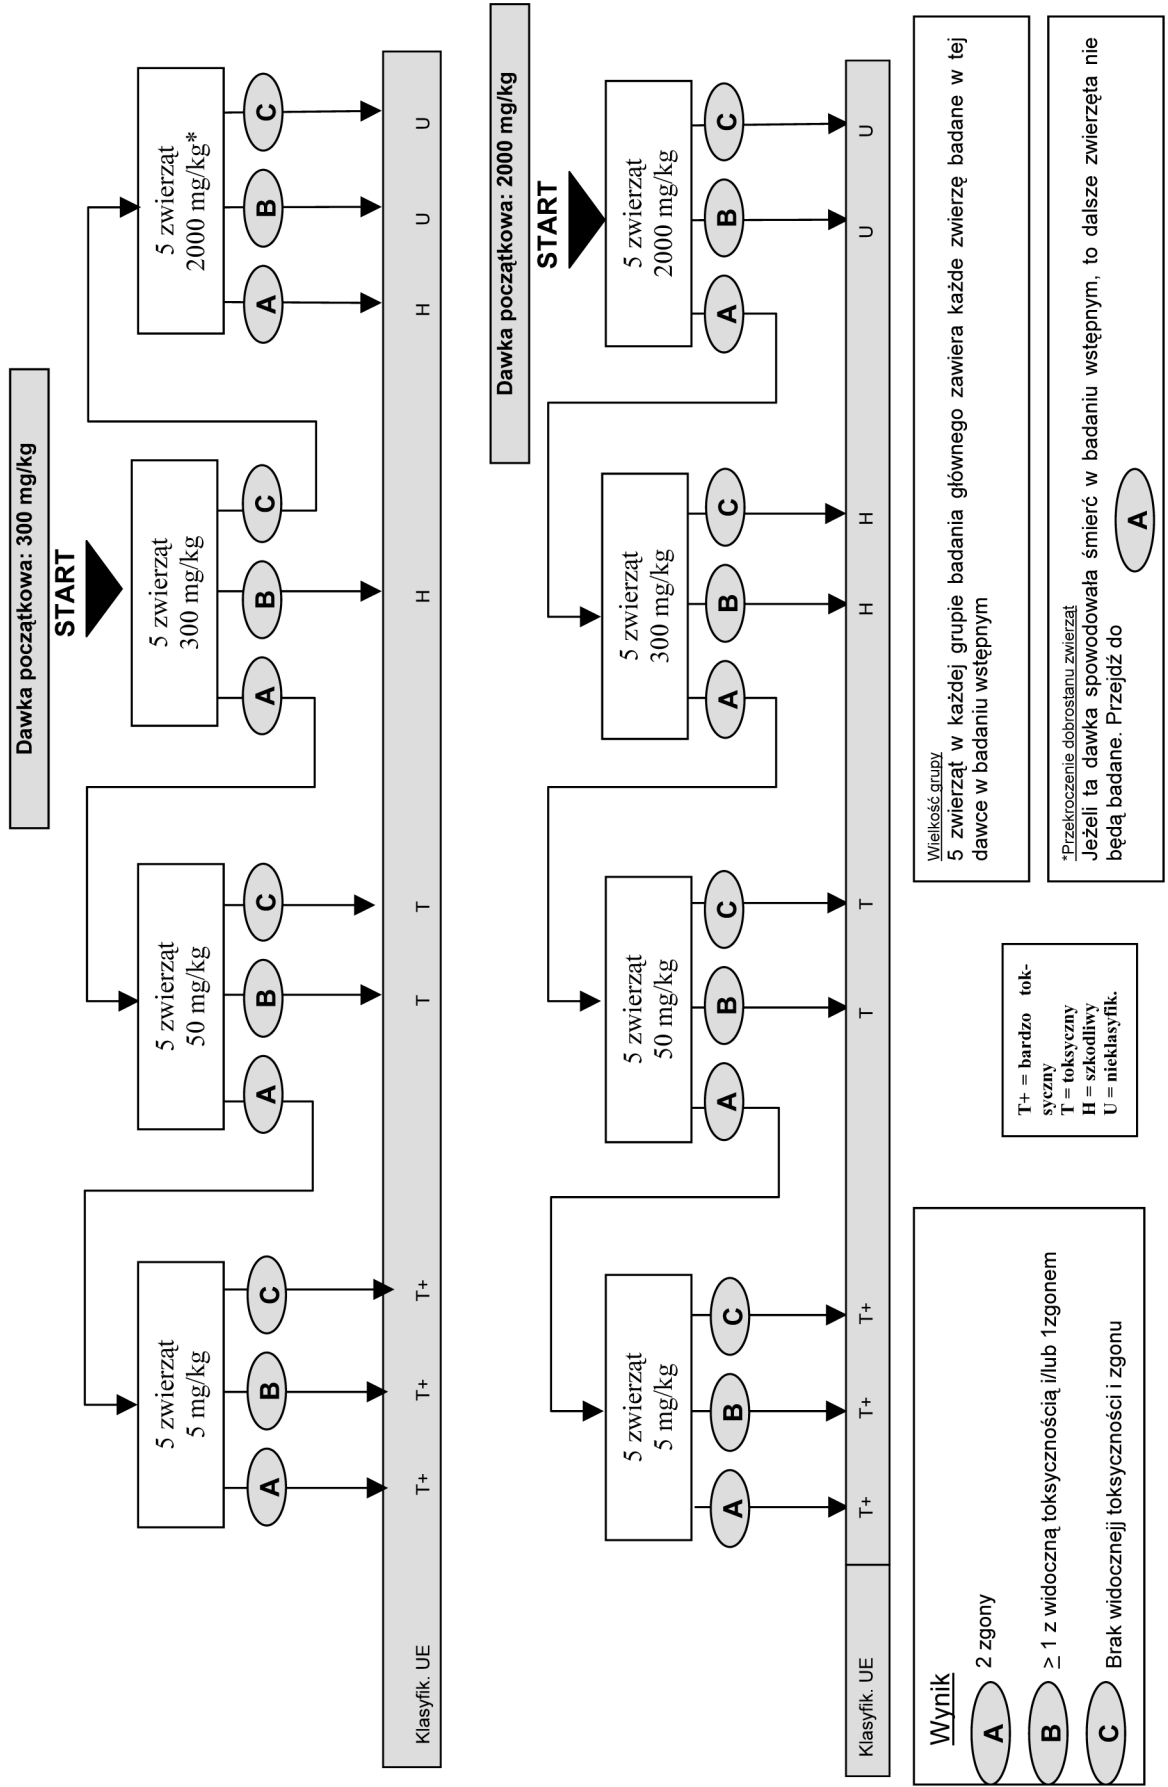 Dawka początkowa: 300 mg/kg
START
5 zwierząt
5 mg/kg
5 zwierząt
50 mg/kg
5 zwierząt
300 mg/kg
5 zwierząt
2000 mg/kg*
A
B
C
A
B
C
A
B
C
A
B
C
Klasyfik. UE
T+
T+
T+
T
T
H
H
U
U
Dawka początkowa: 2000 mg/kg
START
5 zwierząt
5 mg/kg
5 zwierząt
50 mg/kg
5 zwierząt
300 mg/kg
5 zwierząt
2000 mg/kg
A
B
C
A
B
C
A
B
C
A
B
C
Klasyfik. UE
T+
T+
T+
T
T
H
H
U
U
Wynik
A 2 zgony
B ≥ 1 z widoczną toksycznością i/lub 1zgonem
C Brak widocznejj toksyczności i zgonu
T+ = bardzo tok-
syczny
T = toksyczny
H = szkodliwy
U = nieklasyfik.
Wielkość grupy
5 zwierząt w każdej grupie badania głównego zawiera każde zwierzę badane w tej
dawce w badaniu wstępnym
*Przekroczenie dobrostanu zwierząt
Jeżeli ta dawka spowodowała śmierć w badaniu wstępnym, to dalsze zwierzęta nie
będą badane. Przejdź do A